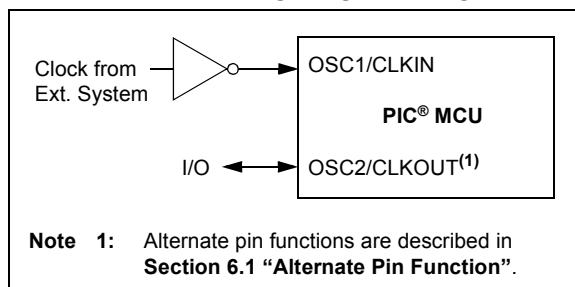 Clock from
Ext. System
OSC1/CLKIN
PIC® MCU
I/O
OSC2/CLKOUT(1)
Note 1: Alternate pin functions are described in
Section 6.1 “Alternate Pin Function”.